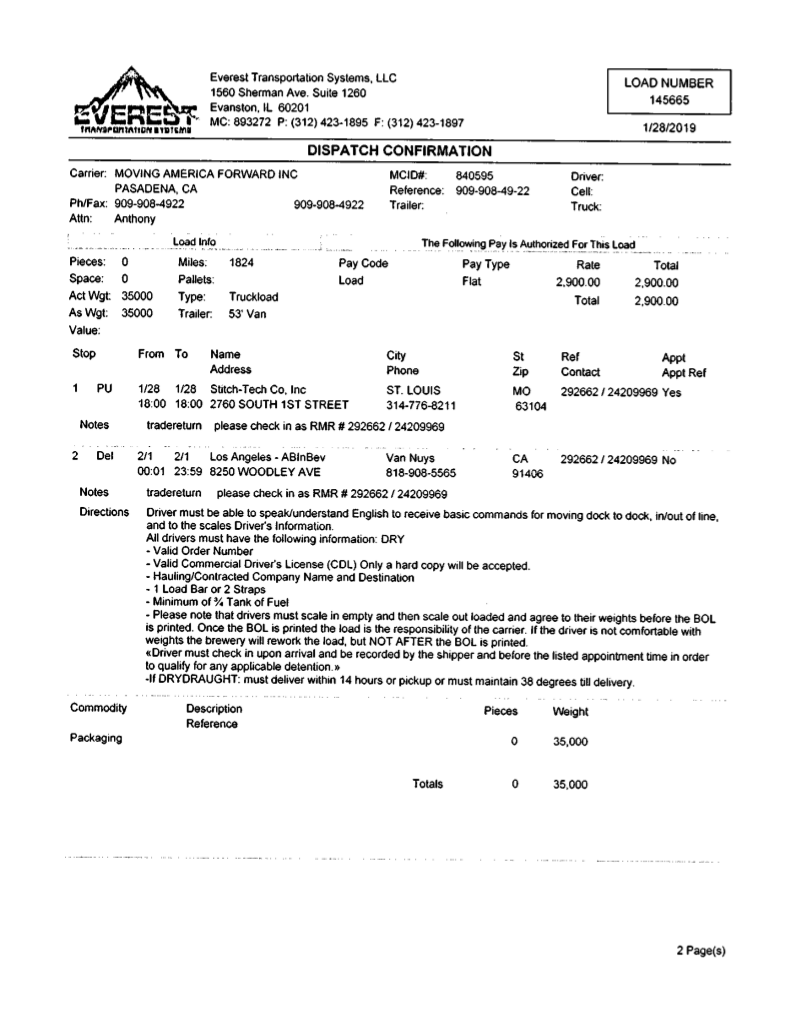 EVEREST
TRANSPORTATION SYSTEMS
Everest Transportation Systems, LLC
1560 Sherman Ave. Suite 1260
Evanston, IL 60201
MC: 893272 P: (312) 423-1895 F: (312) 423-1897
LOAD NUMBER
145665
1/28/2019
DISPATCH CONFIRMATION
Carrier: MOVING AMERICA FORWARD INC MCID#: 840595 Driver:
PASADENA, CA Reference: 909-908-49-22 Cell:
Ph/Fax: 909-908-4922 909-908-4922 Trailer: Truck:
Attn: Anthony
Load Info The Following Pay Is Authorized For This Load
Pieces: 0 Miles: 1824 Pay Code Pay Type Rate Total
Space: 0 Pallets: Load Flat 2,900.00 2,900.00
Act Wgt: 35000 Type: Truckload Total 2,900.00
As Wgt: 35000 Trailer: 53' Van
Value:
Stop From To Name City St Ref Appt
Address Phone Zip Contact Appt Ref
1 PU 1/28 1/28 Stitch-Tech Co, Inc ST. LOUIS MO 292662 / 24209969 Yes
18:00 18:00 2760 SOUTH 1ST STREET 314-776-8211 63104
Notes tradereturn please check in as RMR # 292662 / 24209969
2 Del 2/1 2/1 Los Angeles - ABInBev Van Nuys CA 292662 / 24209969 No
00:01 23:59 8250 WOODLEY AVE 818-908-5565 91406
Notes tradereturn please check in as RMR # 292662 / 24209969
Directions Driver must be able to speak/understand English to receive basic commands for moving dock to dock, in/out of line,
and to the scales Driver's Information.
All drivers must have the following information: DRY
- Valid Order Number
- Valid Commercial Driver's License (CDL) Only a hard copy will be accepted.
- Hauling/Contracted Company Name and Destination
- 1 Load Bar or 2 Straps
- Minimum of ¾ Tank of Fuel
- Please note that drivers must scale in empty and then scale out loaded and agree to their weights before the BOL
is printed. Once the BOL is printed the load is the responsibility of the carrier. If the driver is not comfortable with
weights the brewery will rework the load, but NOT AFTER the BOL is printed.
«Driver must check in upon arrival and be recorded by the shipper and before the listed appointment time in order
to qualify for any applicable detention.»
-If DRYDRAUGHT: must deliver within 14 hours or pickup or must maintain 38 degrees till delivery.
Commodity Description Pieces Weight
Reference
Packaging 0 35,000
Totals 0 35,000
2 Page(s)